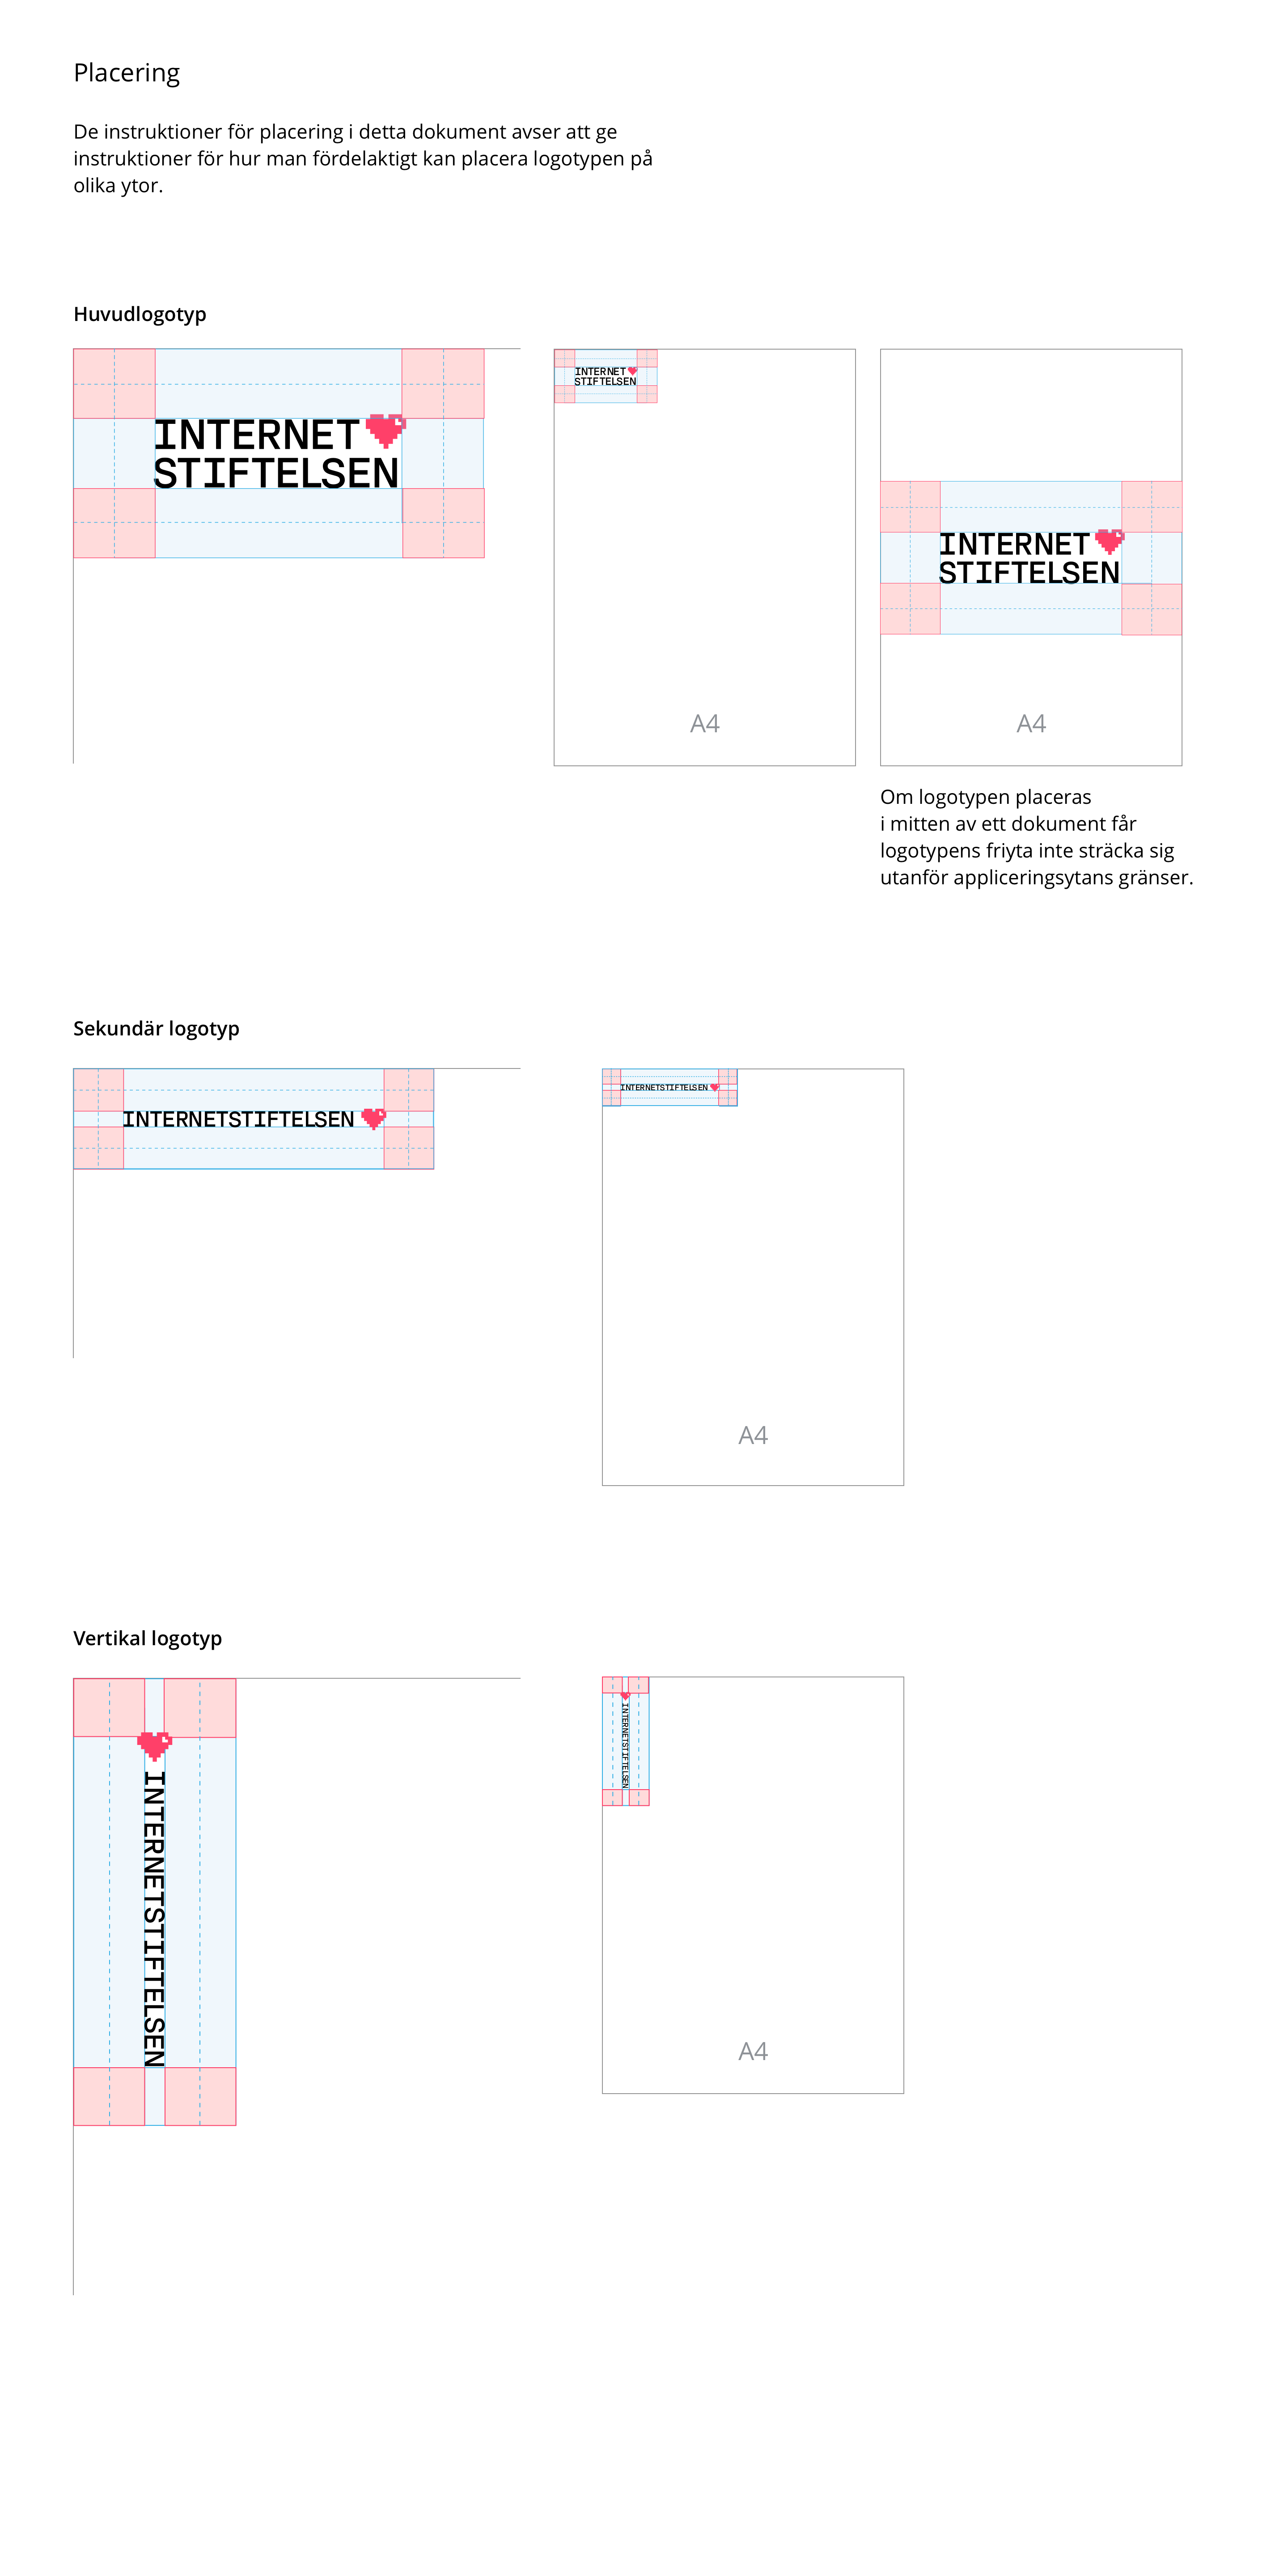 Placering
De instruktioner för placering i detta dokument avser att ge
instruktioner för hur man fördelaktigt kan placera logotypen på
olika ytor.
Huvudlogotyp
INTERNET
STIFTELSEN
INTERNET
STIFTELSEN
A4
INTERNET
STIFTELSEN
A4
Om logotypen placeras
i mitten av ett dokument får
logotypens friyta inte sträcka sig
utanför appliceringsytans gränser.
Sekundär logotyp
INTERNETSTIFTELSEN
INTERNETSTIFTELSEN
A4
Vertikal logotyp
INTERNETSTIFTELSEN
INTERNETSTIFTELSEN
A4